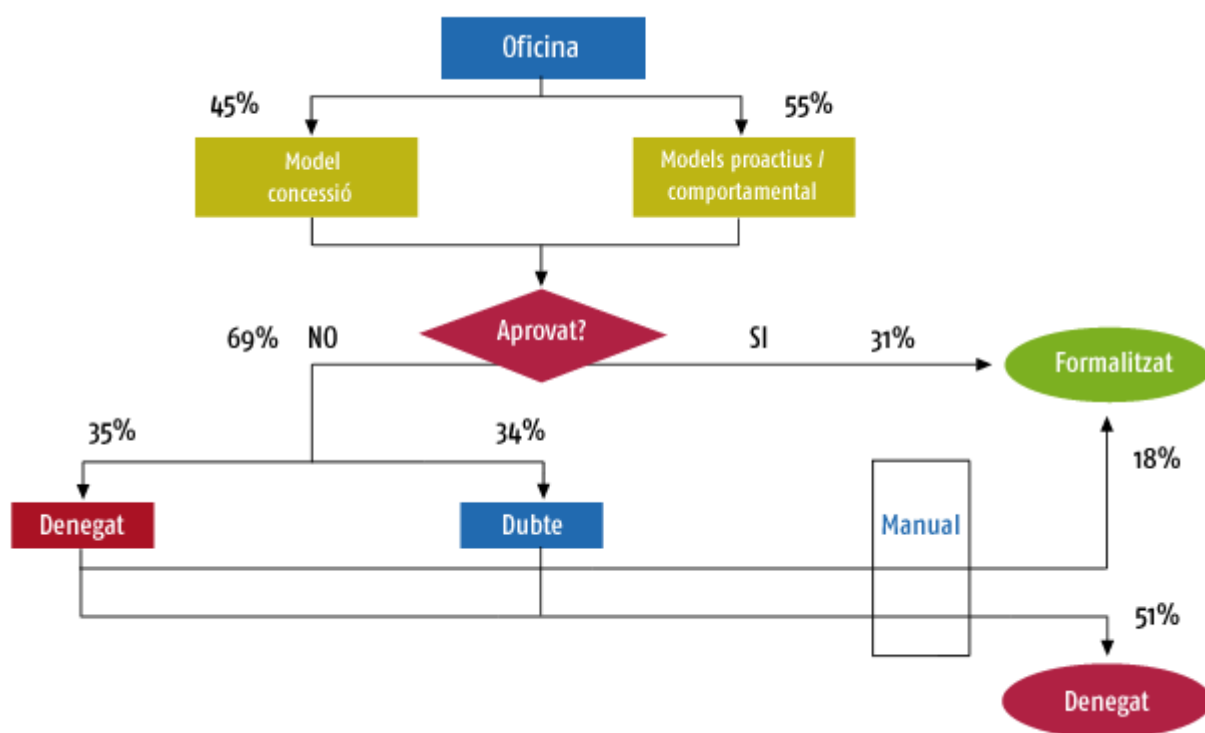 Oficina
45%
55%
Model
concessió
Models proactius /
comportamental
69% NO
Aprovat?
SI 31%
Formalitzat
35%
34%
18%
Denegat
Dubte
Manual
51%
Denegat